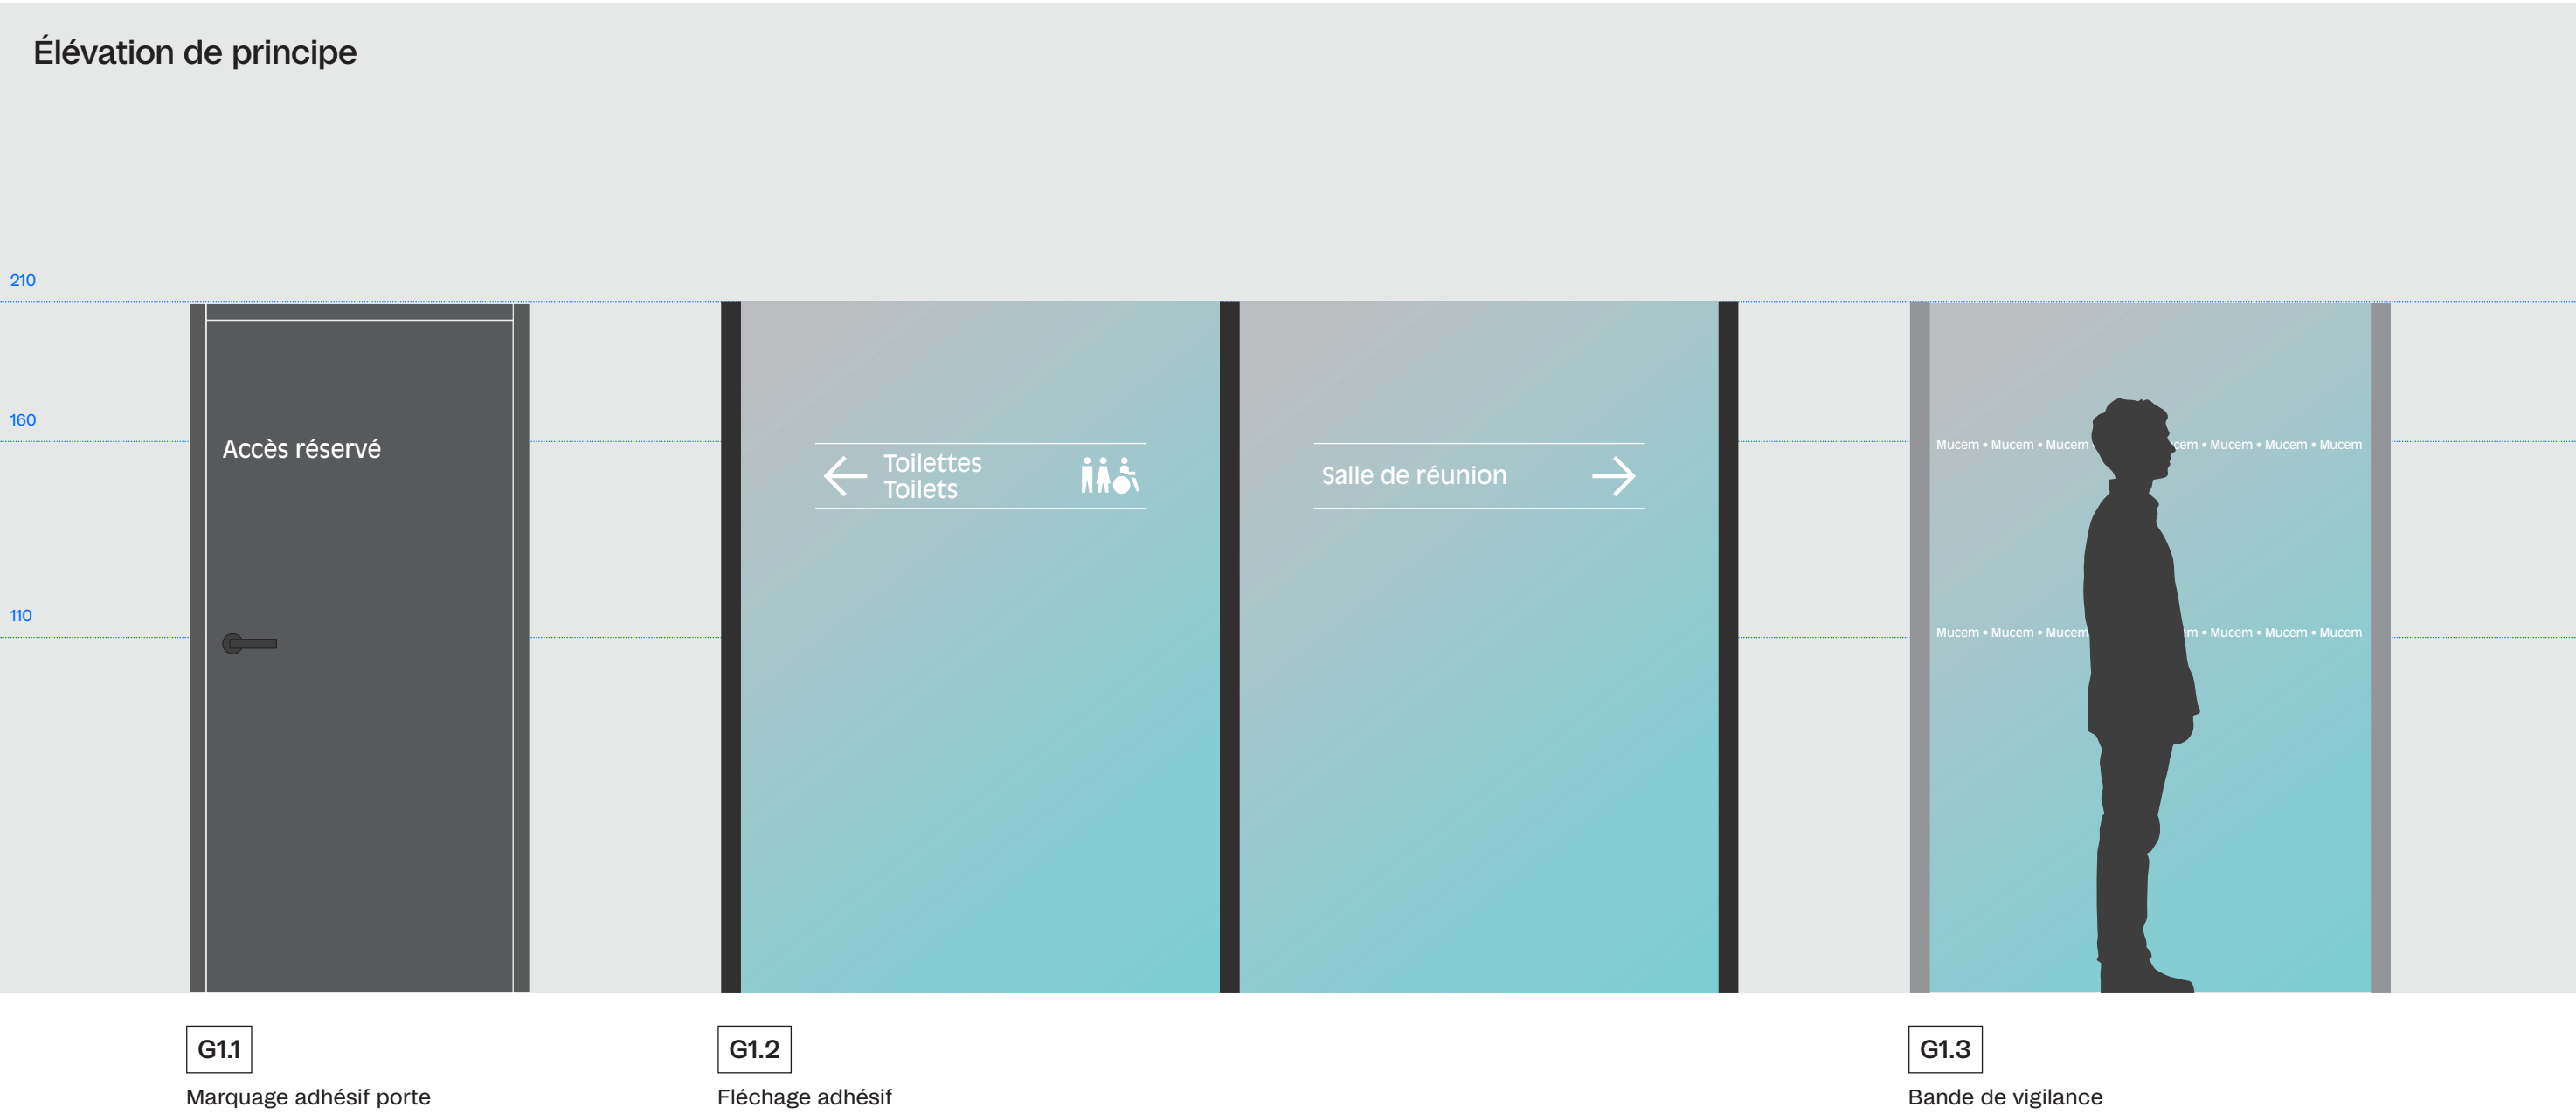 Élévation de principe
210
160
110
Accès réservé
Toilettes
Toilets
Salle de réunion
Mucem • Mucem • Mucem cem • Mucem • Mucem • Mucem
Mucem • Mucem • Mucem em • Mucem • Mucem • Mucem
G1.1
Marquage adhésif porte
G1.2
Fléchage adhésif
G1.3
Bande de vigilance